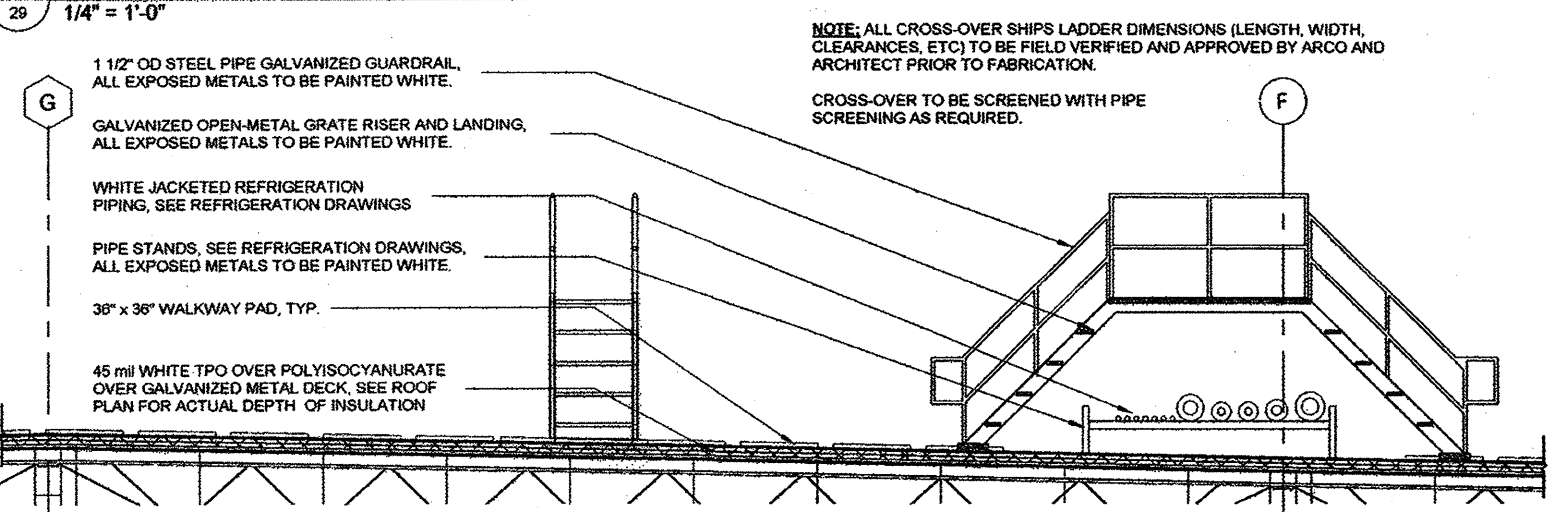 29
1/4" = 1'-0"
NOTE: ALL CROSS-OVER SHIPS LADDER DIMENSIONS (LENGTH, WIDTH,
CLEARANCES, ETC) TO BE FIELD VERIFIED AND APPROVED BY ARCO AND
ARCHITECT PRIOR TO FABRICATION.
CROSS-OVER TO BE SCREENED WITH PIPE
SCREENING AS REQUIRED.
G
F
1 1/2" OD STEEL PIPE GALVANIZED GUARDRAIL,
ALL EXPOSED METALS TO BE PAINTED WHITE.
GALVANIZED OPEN-METAL GRATE RISER AND LANDING,
ALL EXPOSED METALS TO BE PAINTED WHITE.
WHITE JACKETED REFRIGERATION
PIPING, SEE REFRIGERATION DRAWINGS
PIPE STANDS, SEE REFRIGERATION DRAWINGS,
ALL EXPOSED METALS TO BE PAINTED WHITE.
36" x 36" WALKWAY PAD, TYP.
45 mil WHITE TPO OVER POLYISOCYANURATE
OVER GALVANIZED METAL DECK, SEE ROOF
PLAN FOR ACTUAL DEPTH OF INSULATION